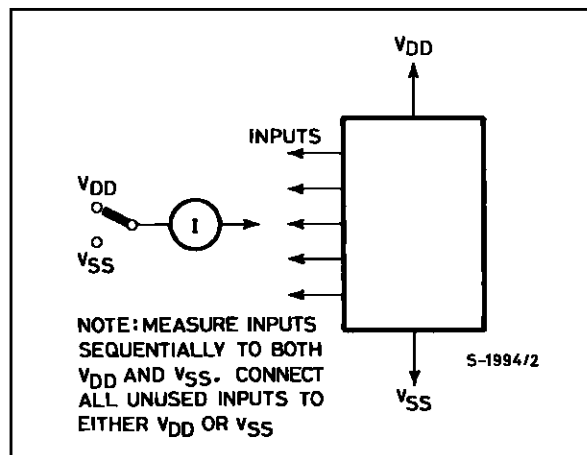 VDD
INPUTS
VDD
I
VSS
NOTE: MEASURE INPUTS
SEQUENTIALLY TO BOTH
VDD AND VSS. CONNECT
ALL UNUSED INPUTS TO
EITHER VDD OR VSS
S-1994/2
VSS